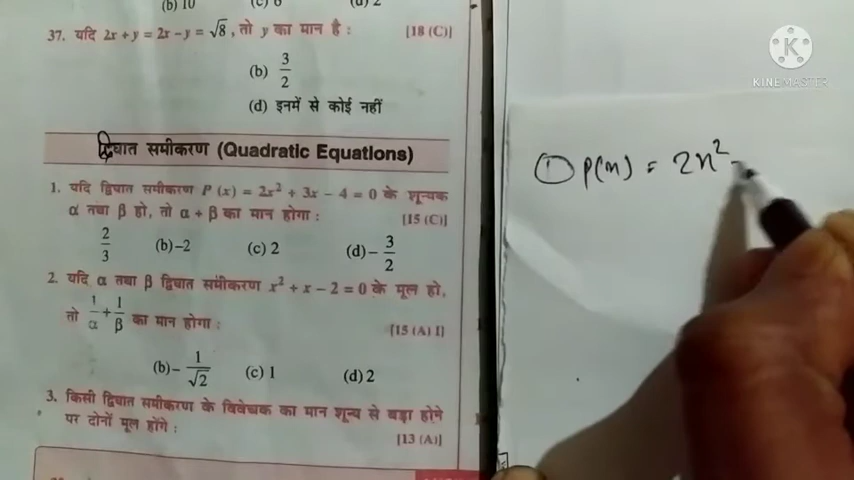 (b) 10 (c) 6 (d) 2
37. यदि 2x + y = 2x − y = √8, तो y का मान है : [18 (C)]
(b) 3/2
(d) इनमें से कोई नहीं
द्विघात समीकरण (Quadratic Equations)
1. यदि द्विघात समीकरण P (x) = 2x² + 3x − 4 = 0 के शून्यक
α तथा β हो, तो α + β का मान होगा : [15 (C)]
2/3 (b) −2 (c) 2 (d) − 3/2
2. यदि α तथा β द्विघात समीकरण x² + x − 2 = 0 के मूल हो,
तो 1/α + 1/β का मान होगा : [15 (A) I]
(b) − 1/√2 (c) 1 (d) 2
3. किसी द्विघात समीकरण के विवेचक का मान शून्य से बड़ा होने
पर दोनों मूल होंगे : [13 (A)]
KINEMASTER
① p(x) = 2x²